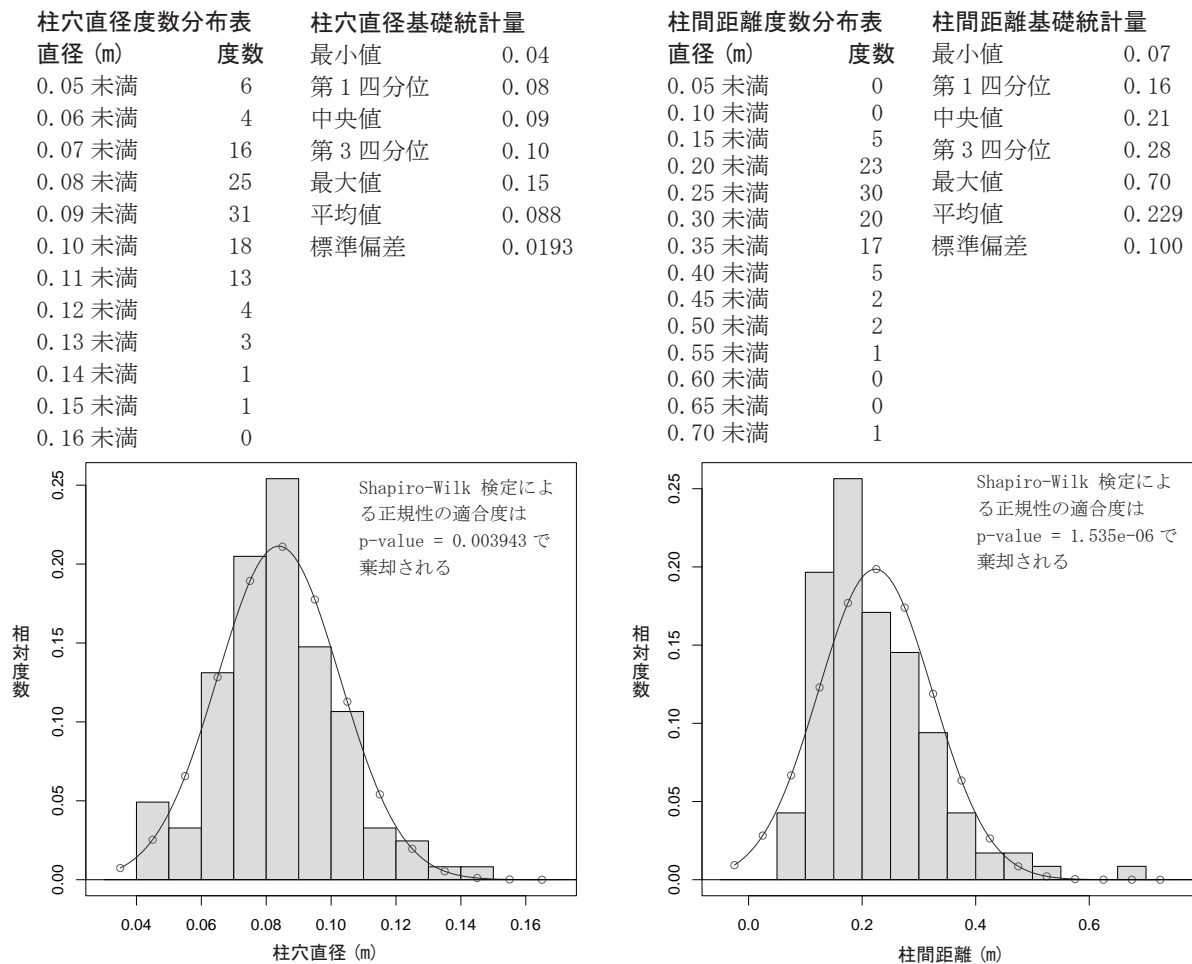 柱穴直径度数分布表
直径 (m) 度数
0.05 未満 6
0.06 未満 4
0.07 未満 16
0.08 未満 25
0.09 未満 31
0.10 未満 18
0.11 未満 13
0.12 未満 4
0.13 未満 3
0.14 未満 1
0.15 未満 1
0.16 未満 0
柱穴直径基礎統計量
最小値 0.04
第1四分位 0.08
中央値 0.09
第3四分位 0.10
最大値 0.15
平均値 0.088
標準偏差 0.0193
柱間距離度数分布表
直径 (m) 度数
0.05 未満 0
0.10 未満 0
0.15 未満 5
0.20 未満 23
0.25 未満 30
0.30 未満 20
0.35 未満 17
0.40 未満 5
0.45 未満 2
0.50 未満 2
0.55 未満 1
0.60 未満 0
0.65 未満 0
0.70 未満 1
柱間距離基礎統計量
最小値 0.07
第1四分位 0.16
中央値 0.21
第3四分位 0.28
最大値 0.70
平均値 0.229
標準偏差 0.100
Shapiro-Wilk 検定によ
る正規性の適合度は
p-value = 0.003943 で
棄却される
相対度数
0.25
0.20
0.15
0.10
0.05
0.00
0.04 0.06 0.08 0.10 0.12 0.14 0.16
柱穴直径 (m)
Shapiro-Wilk 検定によ
る正規性の適合度は
p-value = 1.535e-06 で
棄却される
相対度数
0.25
0.20
0.15
0.10
0.05
0.00
0.0 0.2 0.4 0.6
柱間距離 (m)